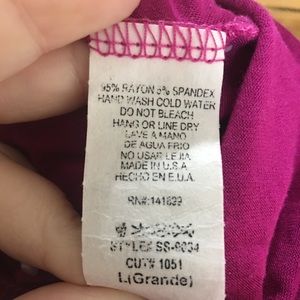 95% RAYON 5% SPANDEX
HAND WASH COLD WATER
DO NOT BLEACH
HANG OR LINE DRY
LAVE A MANO
DE AGUA FRIO
NO USAR LEJIA
MADE IN U.S.A.
HECHO EN E.U.A.
RN#:141639
STYLE# SS-9034
CUT# 1051
L(Grande)